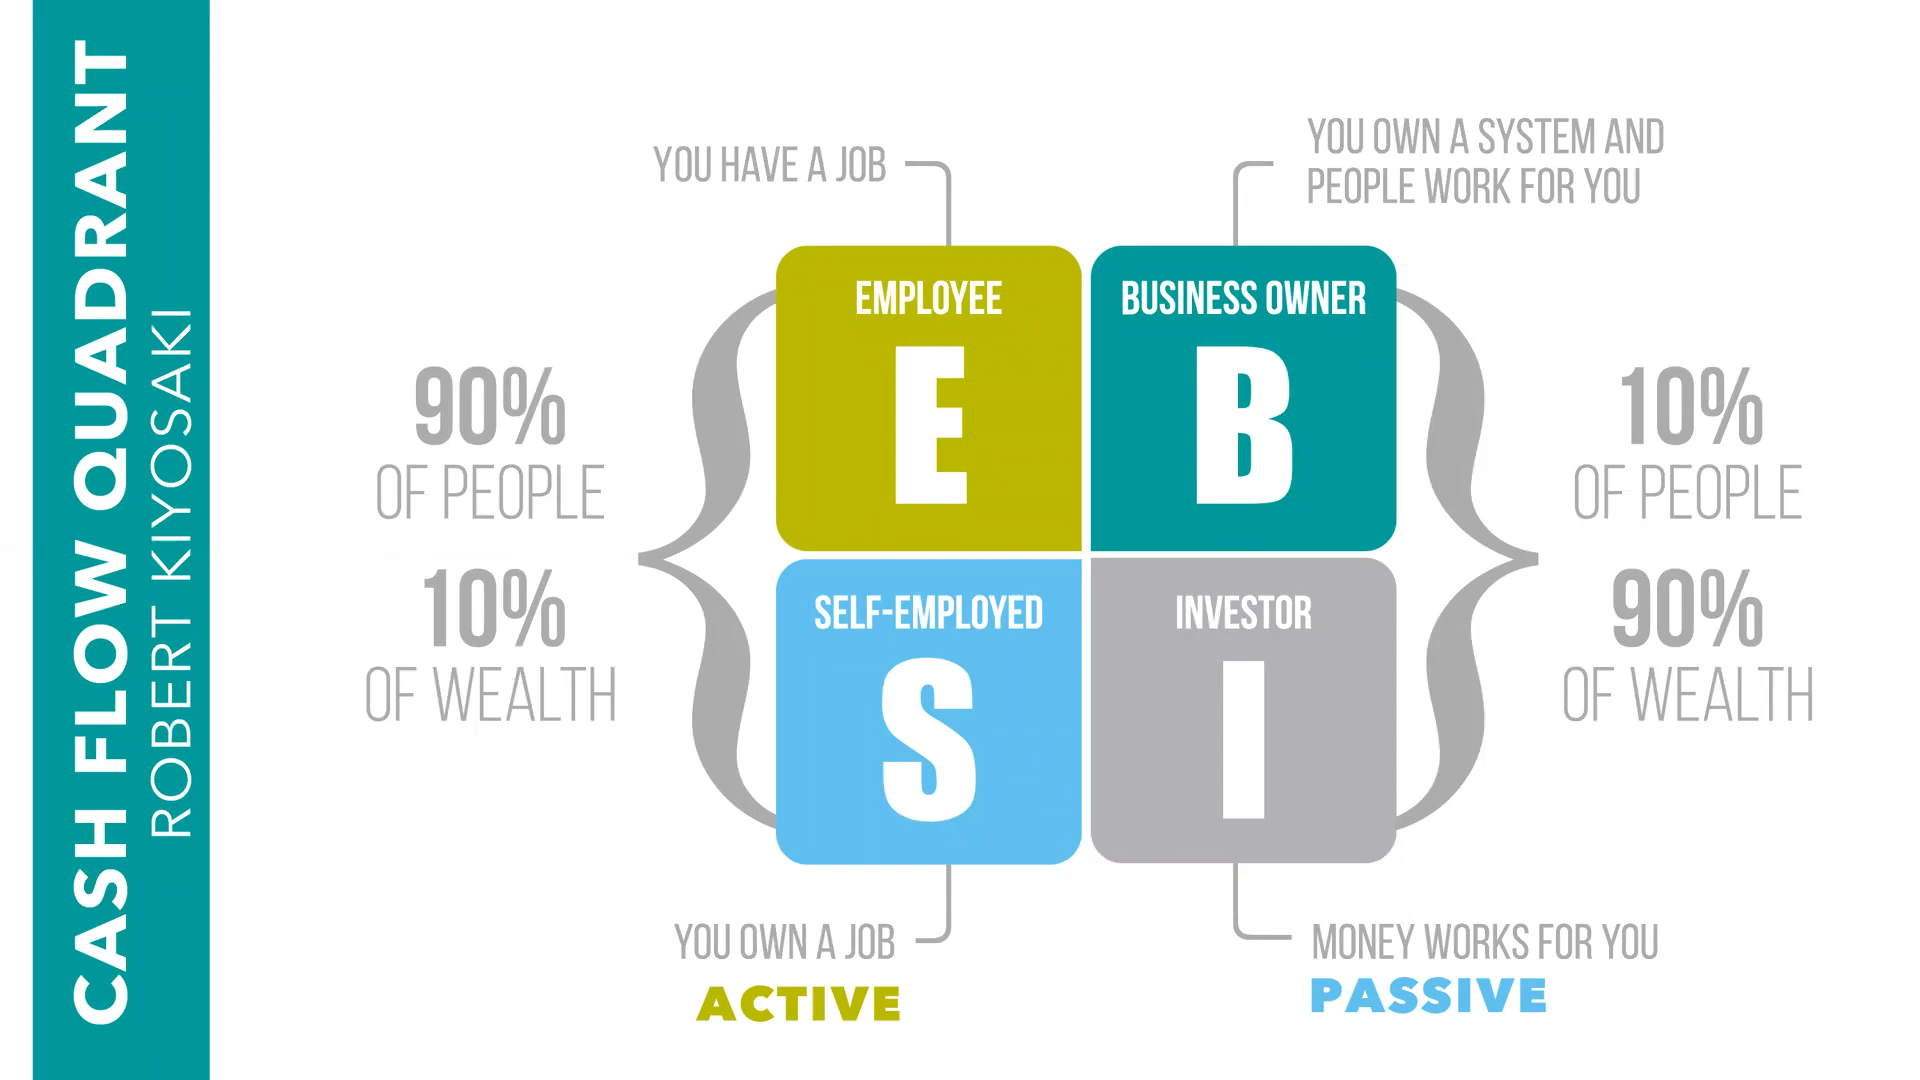 CASH FLOW QUADRANT
ROBERT KIYOSAKI
YOU HAVE A JOB
YOU OWN A SYSTEM AND
PEOPLE WORK FOR YOU
EMPLOYEE
E
BUSINESS OWNER
B
90%
OF PEOPLE
10%
OF WEALTH
10%
OF PEOPLE
90%
OF WEALTH
SELF-EMPLOYED
S
INVESTOR
I
YOU OWN A JOB
ACTIVE
MONEY WORKS FOR YOU
PASSIVE